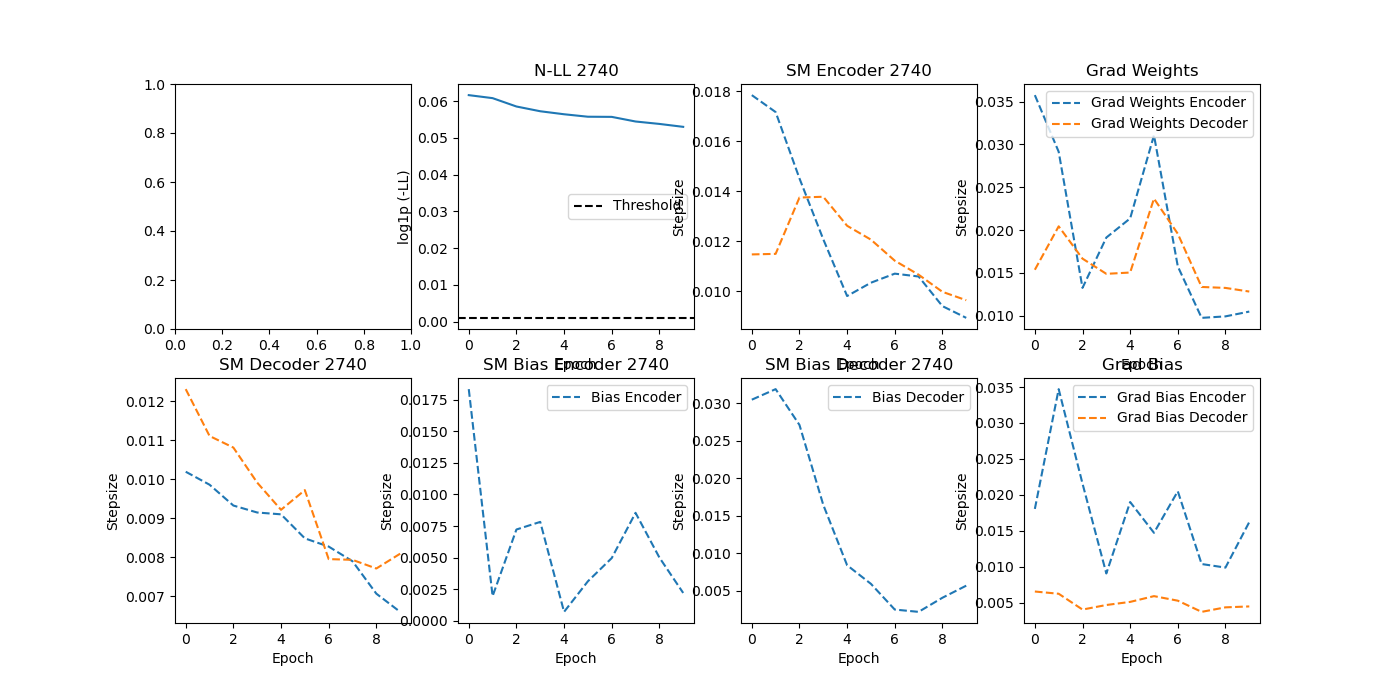 N-LL 2740
SM Encoder 2740
Grad Weights
1.0
0.8
0.6
0.4
0.2
0.0
0.0 0.2 0.4 0.6 0.8 1.0
log1p (-LL)
0.06
0.05
0.04
0.03
0.02
0.01
0.00
Threshold
0 2 4 6 8
Epoch
Stepsize
0.018
0.016
0.014
0.012
0.010
0 2 4 6 8
Epoch
Stepsize
0.035
0.030
0.025
0.020
0.015
0.010
Grad Weights Encoder
Grad Weights Decoder
0 2 4 6 8
Epoch
SM Decoder 2740
SM Bias Encoder 2740
SM Bias Decoder 2740
Grad Bias
Stepsize
0.012
0.011
0.010
0.009
0.008
0.007
0 2 4 6 8
Epoch
Stepsize
0.0175
0.0150
0.0125
0.0100
0.0075
0.0050
0.0025
0.0000
Bias Encoder
0 2 4 6 8
Epoch
Stepsize
0.030
0.025
0.020
0.015
0.010
0.005
Bias Decoder
0 2 4 6 8
Epoch
Stepsize
0.035
0.030
0.025
0.020
0.015
0.010
0.005
Grad Bias Encoder
Grad Bias Decoder
0 2 4 6 8
Epoch